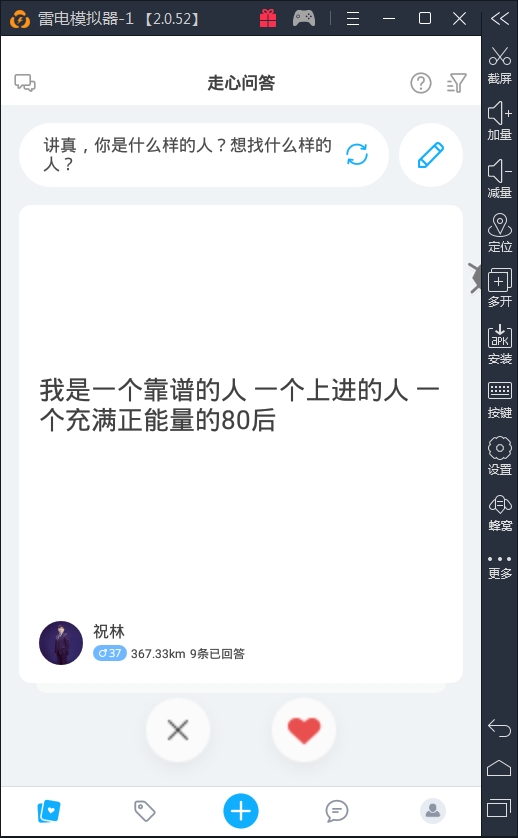 雷电模拟器-1 【2.0.52】
走心问答
讲真，你是什么样的人？想找什么样的
人？
我是一个靠谱的人 一个上进的人 一
个充满正能量的80后
祝林
♂37 367.33km 9条已回答
截屏
加量
减量
定位
多开
APK
安装
按键
设置
蜂窝
更多